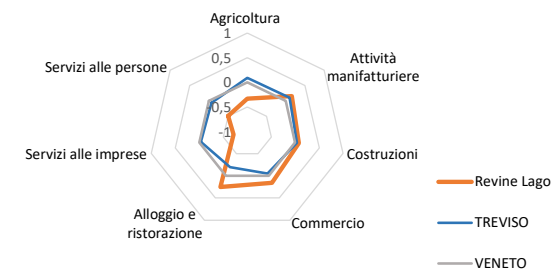 Agricoltura
1
0,5
0
-0,5
-1
Attività
manifatturiere
Costruzioni
Commercio
Alloggio e
ristorazione
Servizi alle imprese
Servizi alle persone
Revine Lago
TREVISO
VENETO